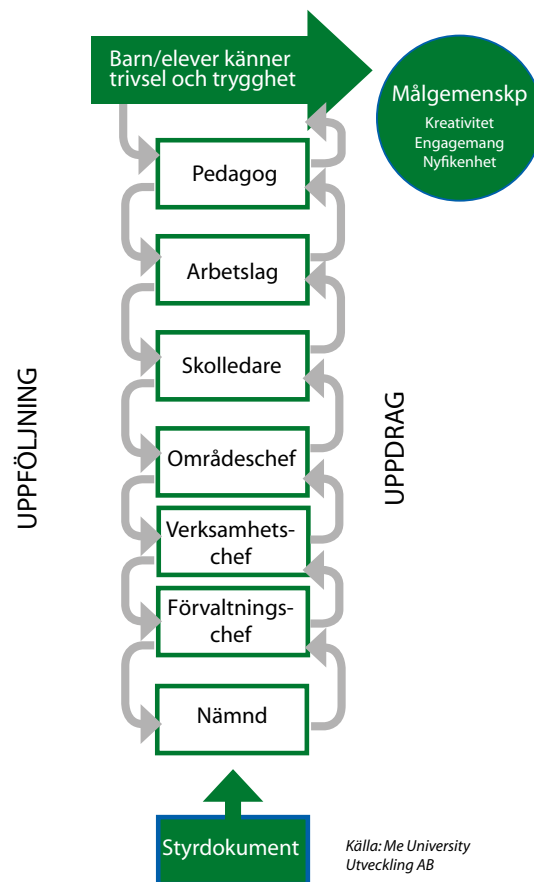 Barn/elever känner
trivsel och trygghet
Målgemenskp
Kreativitet
Engagemang
Nyfikenhet
Pedagog
Arbetslag
Skolledare
UPPFÖLJNING
UPPDRAG
Områdeschef
Verksamhets-
chef
Förvaltnings-
chef
Nämnd
Styrdokument
Källa: Me University
Utveckling AB